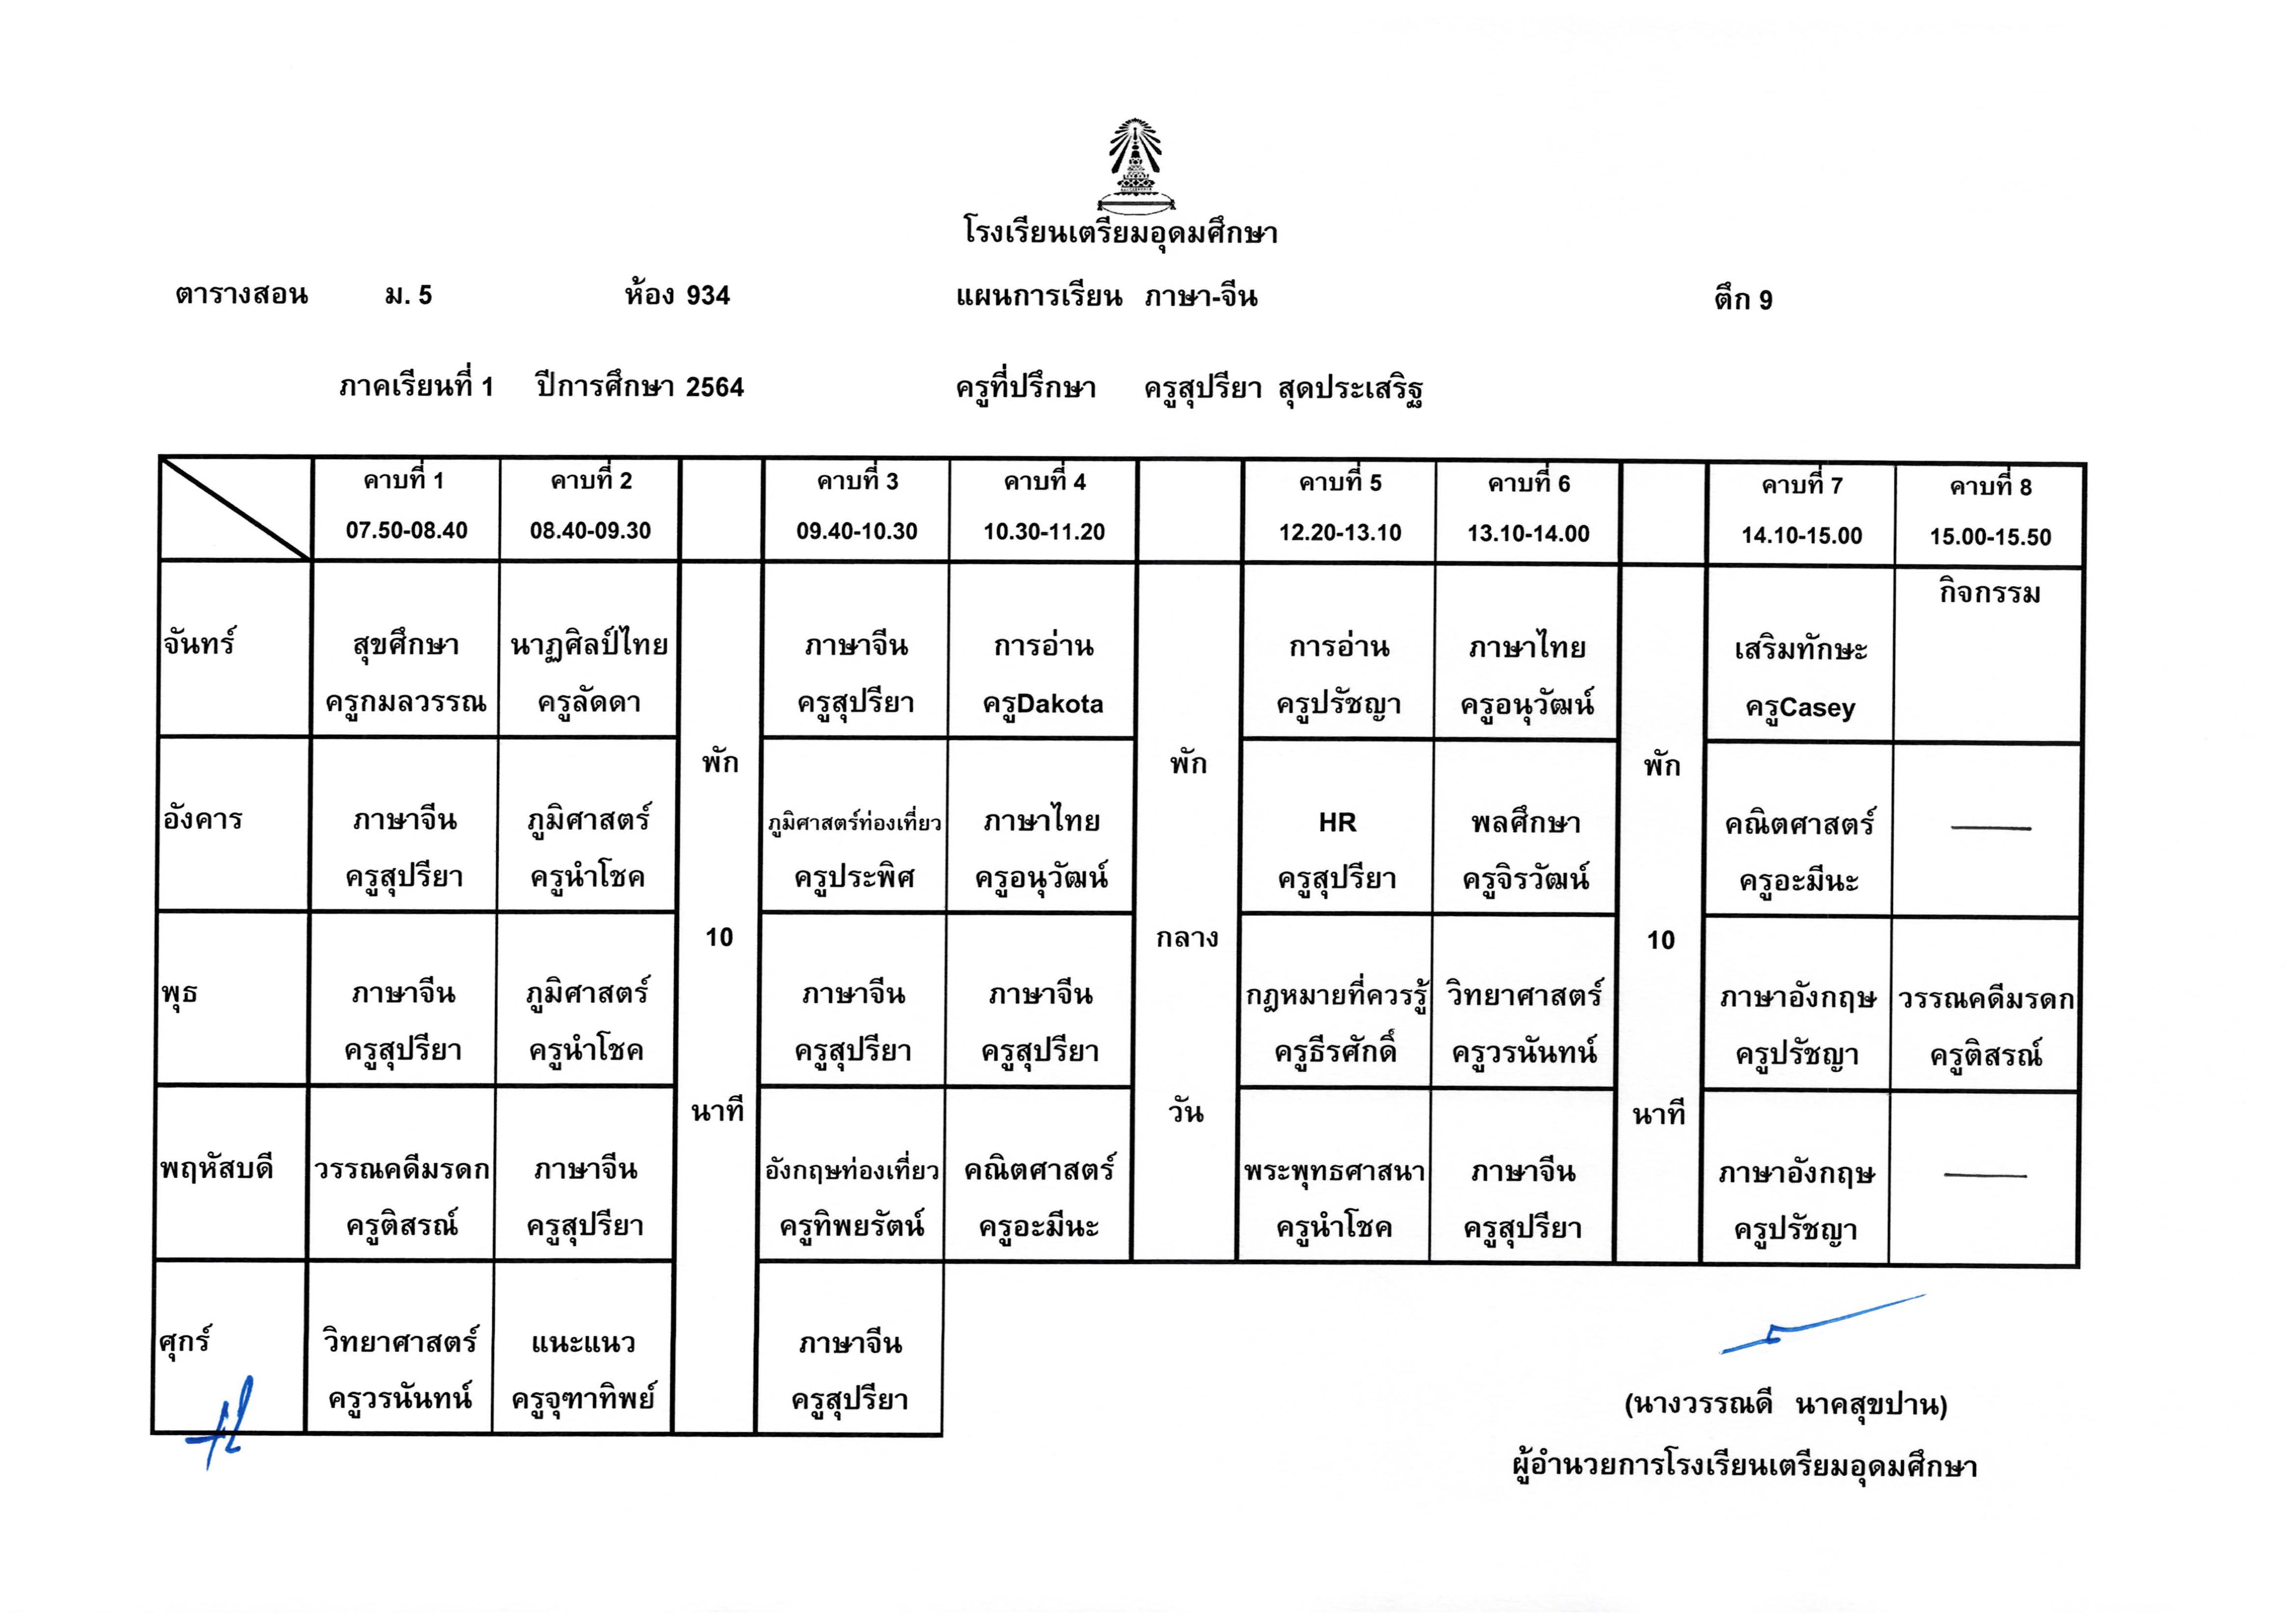 โรงเรียนเตรียมอุดมศึกษา
ตารางสอน ม. 5 ห้อง 934 แผนการเรียน ภาษา-จีน ตึก 9
ภาคเรียนที่ 1 ปีการศึกษา 2564 ครูที่ปรึกษา ครูสุปรียา สุดประเสริฐ
คาบที่ 1 คาบที่ 2 คาบที่ 3 คาบที่ 4 คาบที่ 5 คาบที่ 6 คาบที่ 7 คาบที่ 8
07.50-08.40 08.40-09.30 09.40-10.30 10.30-11.20 12.20-13.10 13.10-14.00 14.10-15.00 15.00-15.50
กิจกรรม
จันทร์ สุขศึกษา นาฏศิลป์ไทย ภาษาจีน การอ่าน การอ่าน ภาษาไทย เสริมทักษะ
ครูกมลวรรณ ครูลัดดา ครูสุปรียา ครูDakota ครูปรัชญา ครูอนุวัฒน์ ครูCasey
พัก พัก พัก
อังคาร ภาษาจีน ภูมิศาสตร์ ภูมิศาสตร์ท่องเที่ยว ภาษาไทย HR พลศึกษา คณิตศาสตร์
ครูสุปรียา ครูนำโชค ครูประพิศ ครูอนุวัฒน์ ครูสุปรียา ครูจิรวัฒน์ ครูอะมีนะ
10 กลาง 10
พุธ ภาษาจีน ภูมิศาสตร์ ภาษาจีน ภาษาจีน กฎหมายที่ควรรู้ วิทยาศาสตร์ ภาษาอังกฤษ วรรณคดีมรดก
ครูสุปรียา ครูนำโชค ครูสุปรียา ครูสุปรียา ครูธีรศักดิ์ ครูวรนันทน์ ครูปรัชญา ครูติสรณ์
นาที วัน นาที
พฤหัสบดี วรรณคดีมรดก ภาษาจีน อังกฤษท่องเที่ยว คณิตศาสตร์ พระพุทธศาสนา ภาษาจีน ภาษาอังกฤษ
ครูติสรณ์ ครูสุปรียา ครูทิพยรัตน์ ครูอะมีนะ ครูนำโชค ครูสุปรียา ครูปรัชญา
ศุกร์ วิทยาศาสตร์ แนะแนว ภาษาจีน
ครูวรนันทน์ ครูจุฑาทิพย์ ครูสุปรียา
(นางวรรณดี นาคสุขปาน)
ผู้อำนวยการโรงเรียนเตรียมอุดมศึกษา